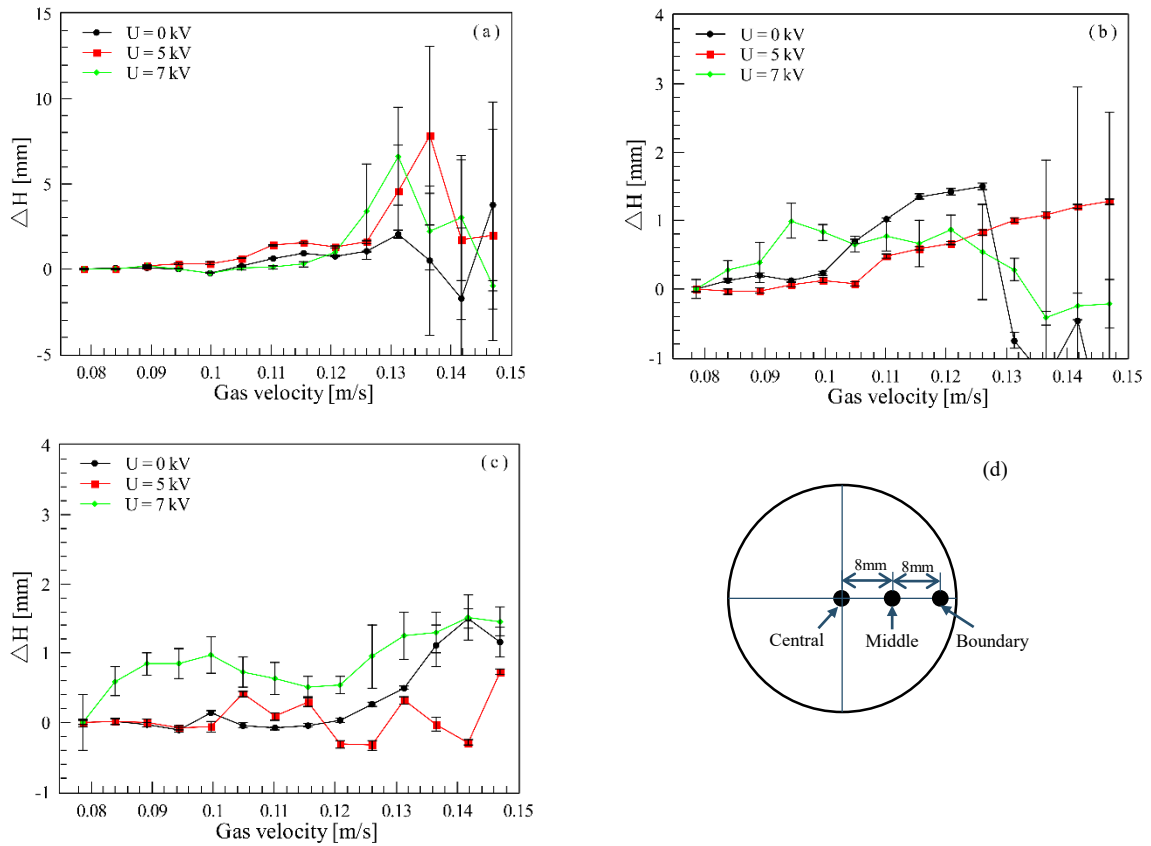 (a)
U = 0 kV
U = 5 kV
U = 7 kV
15
10
5
0
-5
△H [mm]
0.08 0.09 0.1 0.11 0.12 0.13 0.14 0.15
Gas velocity [m/s]
(b)
U = 0 kV
U = 5 kV
U = 7 kV
4
3
2
1
0
-1
△H [mm]
0.08 0.09 0.1 0.11 0.12 0.13 0.14 0.15
Gas velocity [m/s]
(c)
U = 0 kV
U = 5 kV
U = 7 kV
4
3
2
1
0
-1
△H [mm]
0.08 0.09 0.1 0.11 0.12 0.13 0.14 0.15
Gas velocity [m/s]
(d)
8mm 8mm
Central Middle Boundary